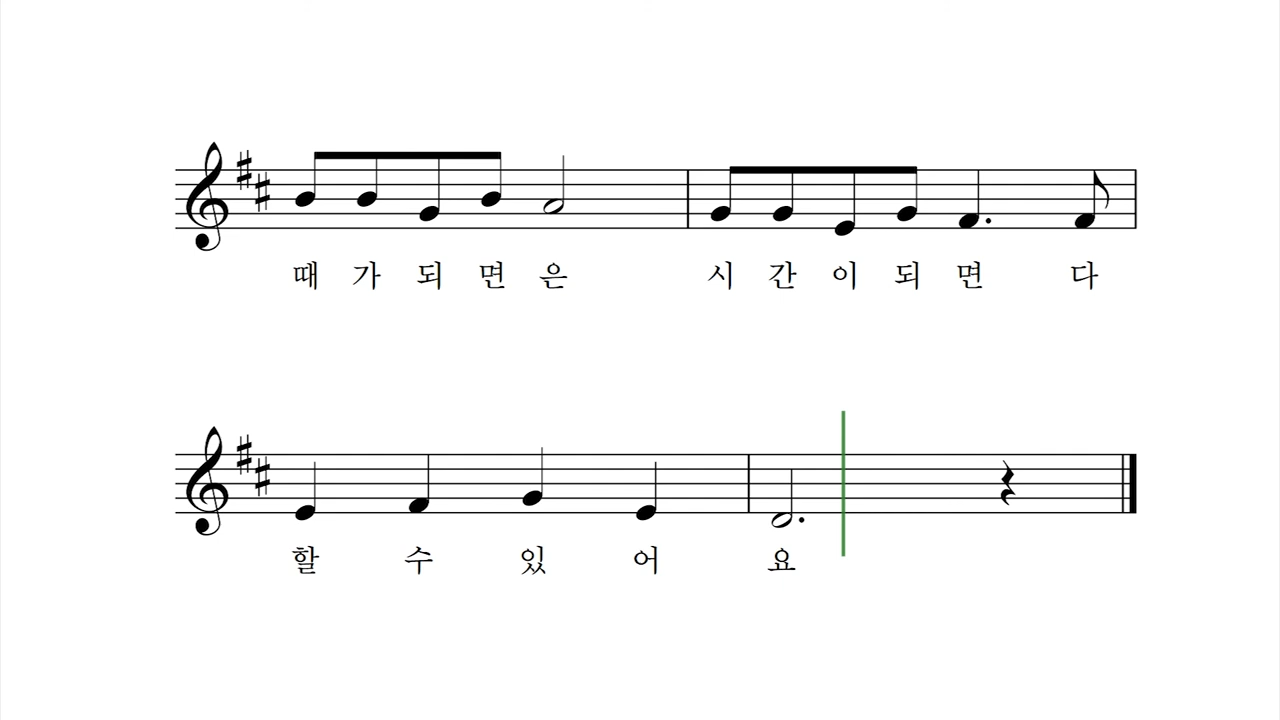 때 가 되 면 은 시 간 이 되 면 다
할 수 있 어 요